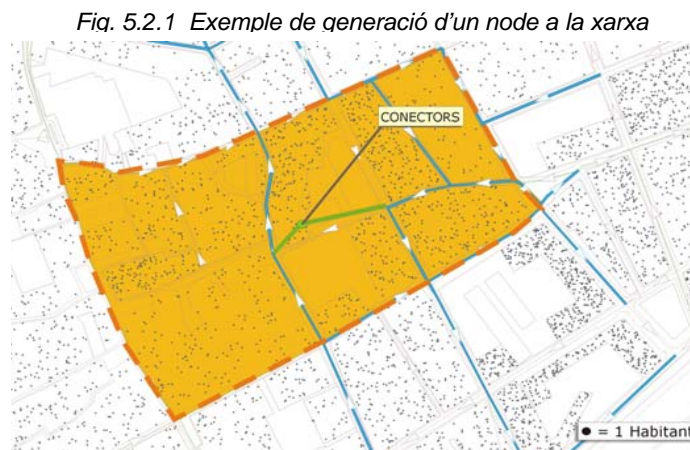 Fig. 5.2.1 Exemple de generació d'un node a la xarxa
CONECTORS
● = 1 Habitant